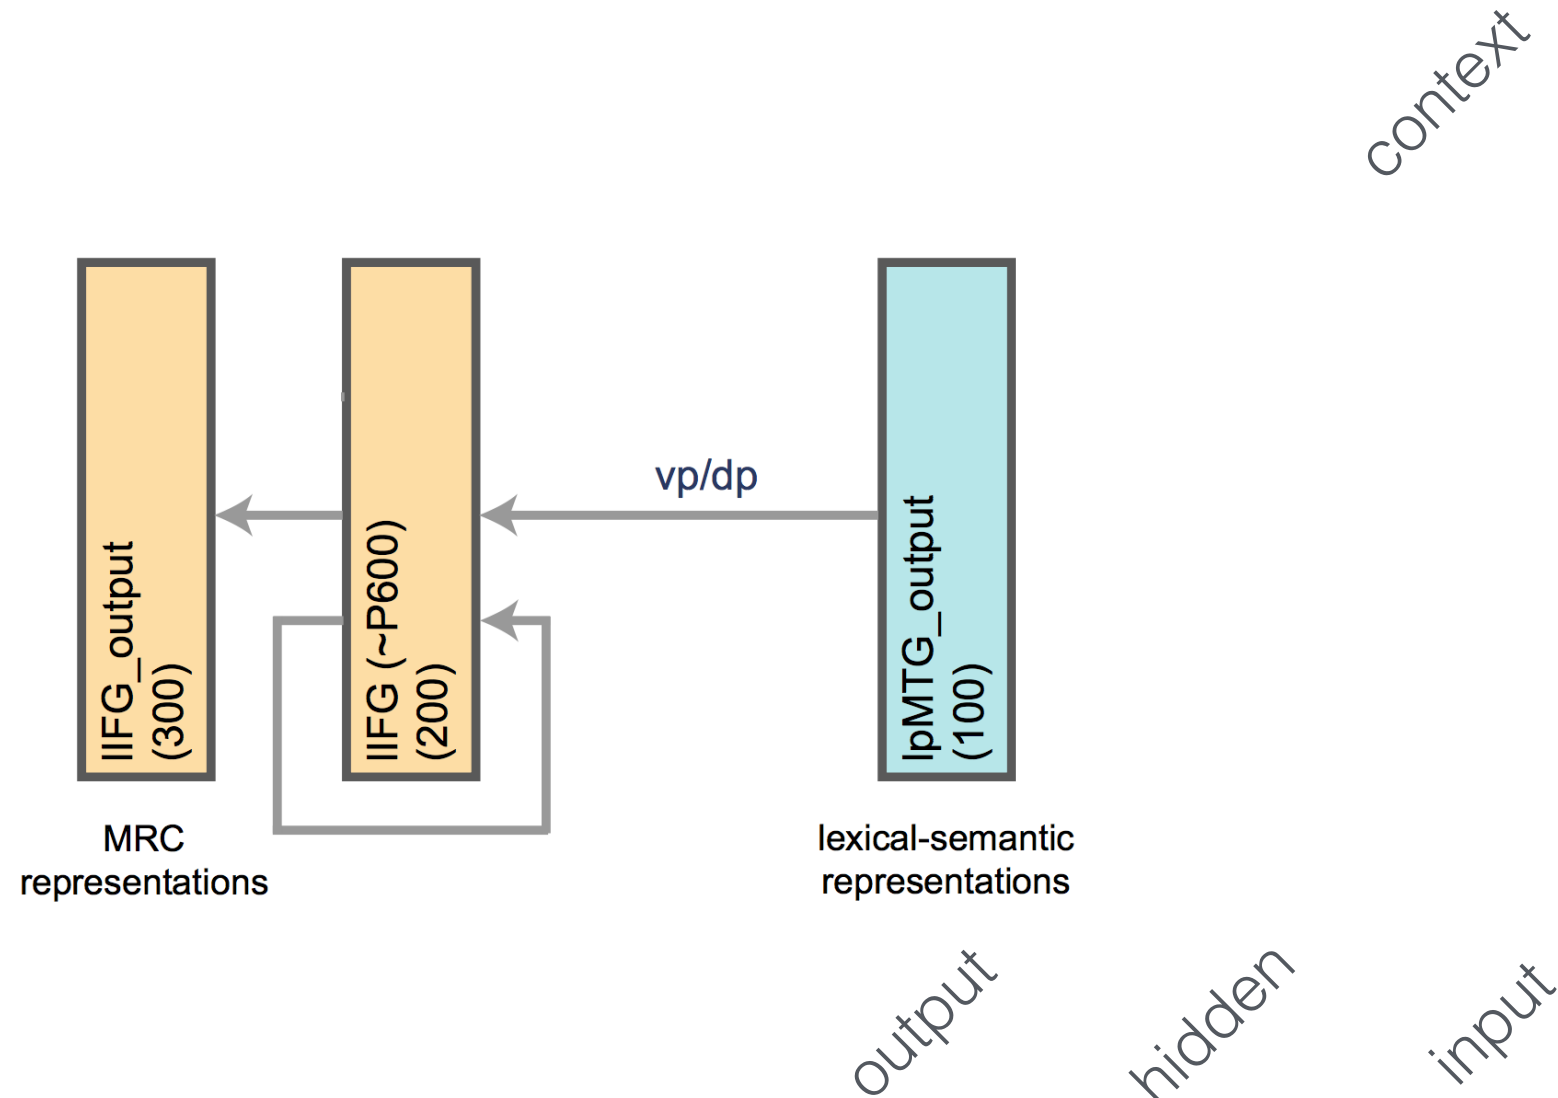 context
vp/dp
lIFG_output
(300)
lIFG (~P600)
(200)
lpMTG_output
(100)
MRC
representations
lexical-semantic
representations
output
hidden
input